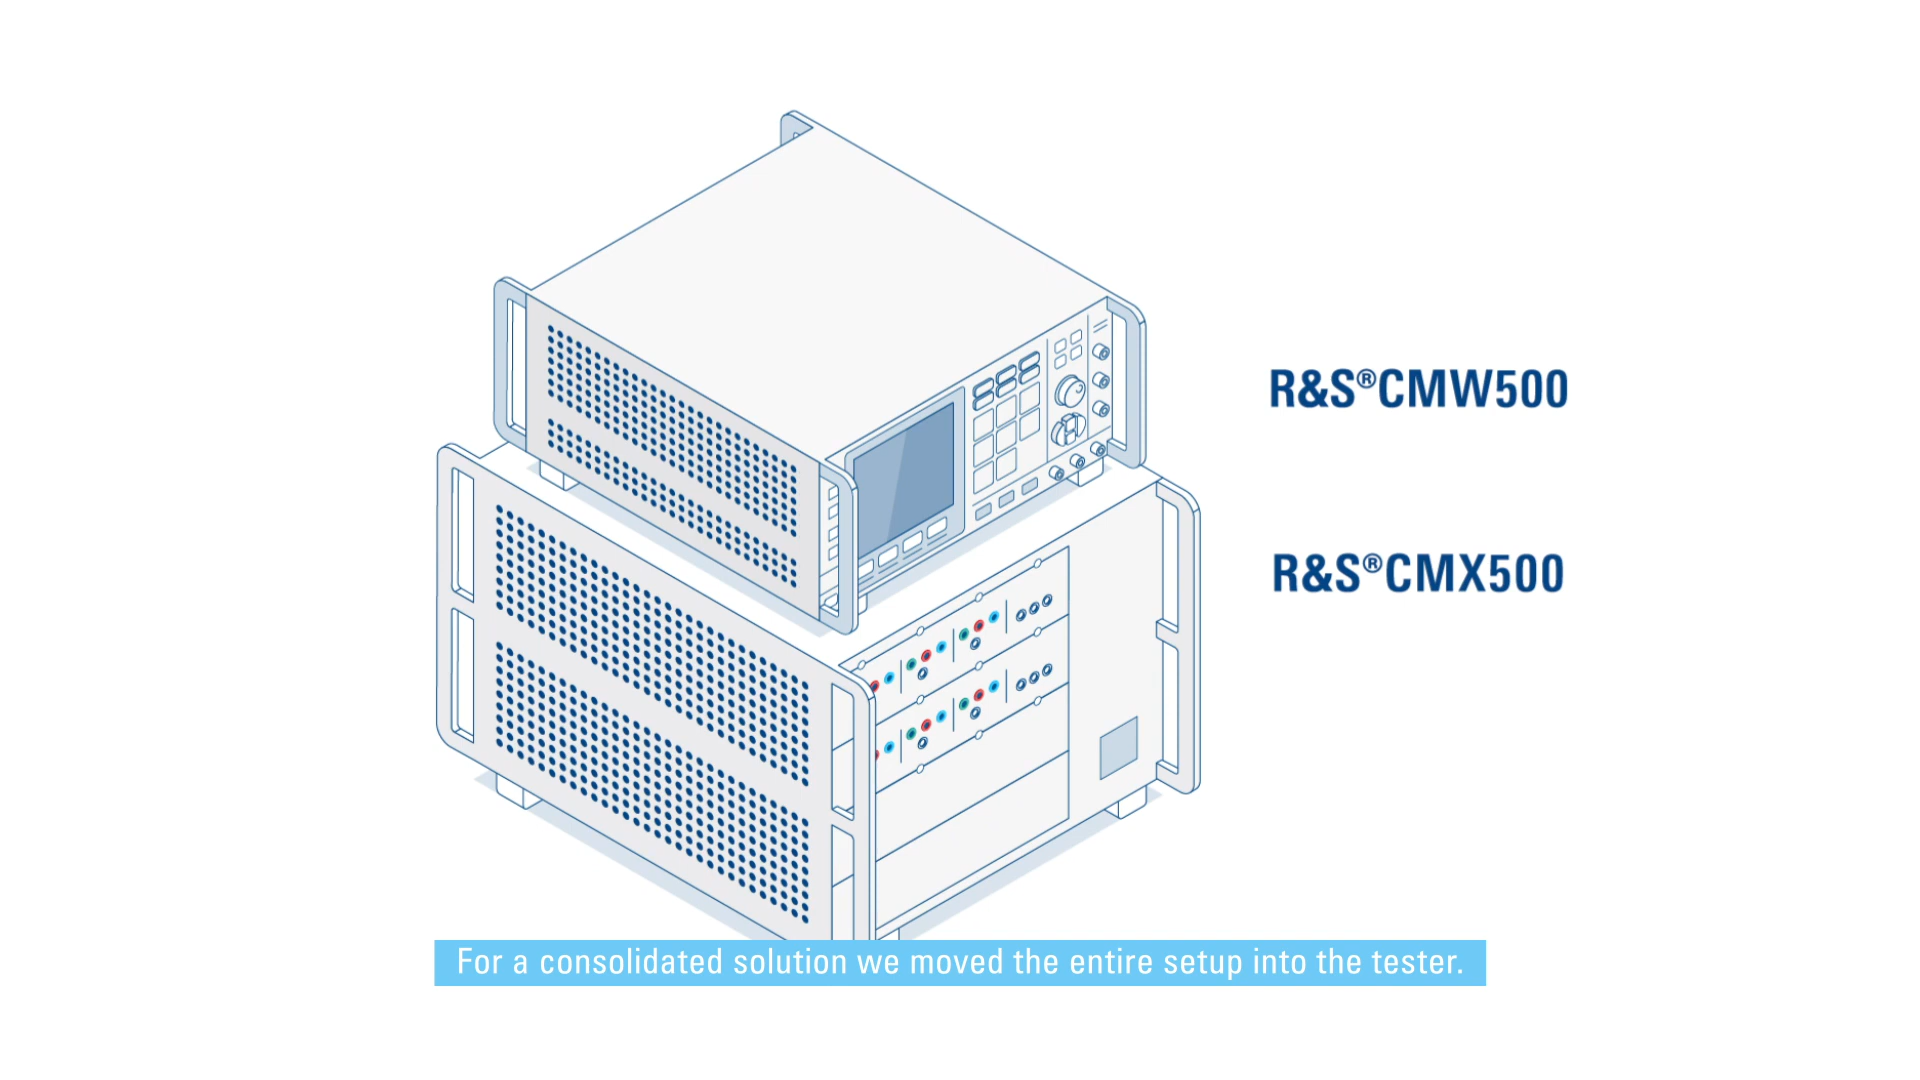 R&S®CMW500
R&S®CMX500
For a consolidated solution we moved the entire setup into the tester.